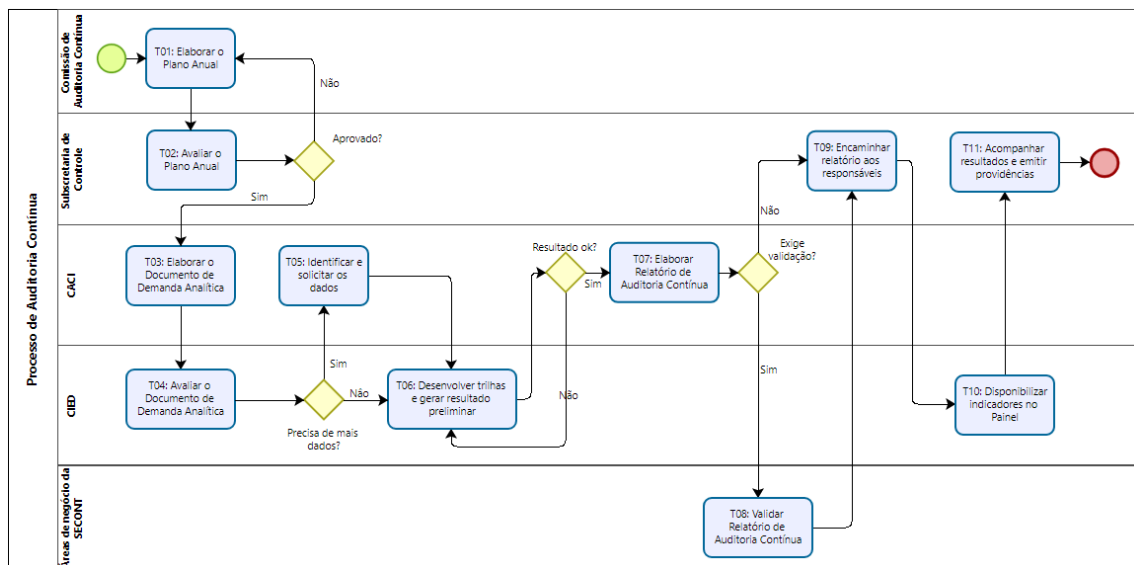 Processo de Auditoria Contínua
Comissão de
Auditoria Contínua
T01: Elaborar o
Plano Anual
Não
Subscretaria de
Controle
T02: Avaliar o
Plano Anual
Aprovado?
Sim
T09: Encaminhar
relatório aos
responsáveis
T11: Acompanhar
resultados e emitir
providências
Não
CACI
T03: Elaborar o
Documento de
Demanda Analítica
T05: Identificar e
solicitar os
dados
Resultado ok?
Sim
T07: Elaborar
Relatório de
Auditoria Contínua
Exige
validação?
CIED
T04: Avaliar o
Documento de
Demanda Analítica
Sim
Não
Precisa de mais
dados?
T06: Desenvolver trilhas
e gerar resultado
preliminar
Não
Sim
T10: Disponibilizar
indicadores no
Painel
Áreas de negócio da
SECONT
T08: Validar
Relatório de
Auditoria Contínua